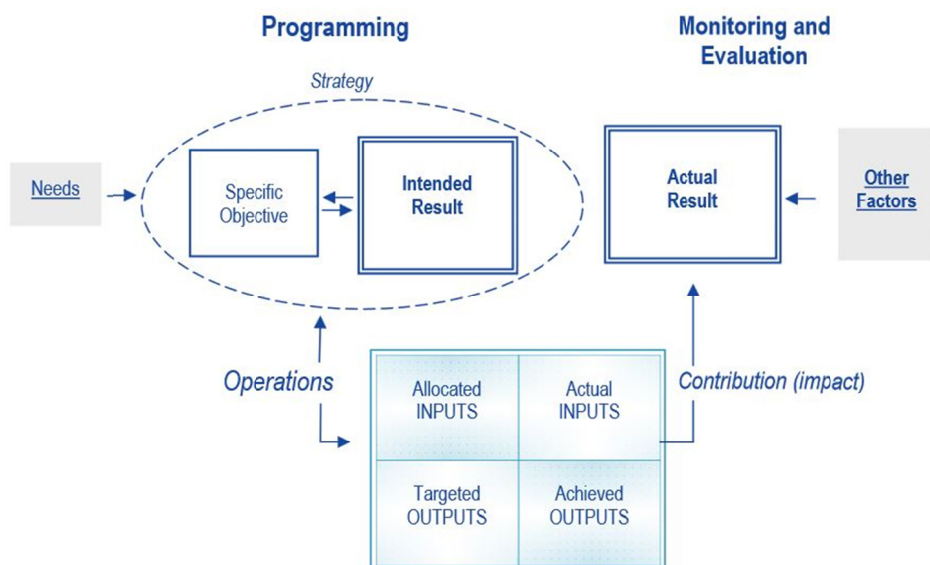 Programming
Monitoring and
Evaluation
Strategy
Needs
Specific
Objective
Intended
Result
Actual
Result
Other
Factors
Operations
Allocated
INPUTS
Actual
INPUTS
Contribution (impact)
Targeted
OUTPUTS
Achieved
OUTPUTS